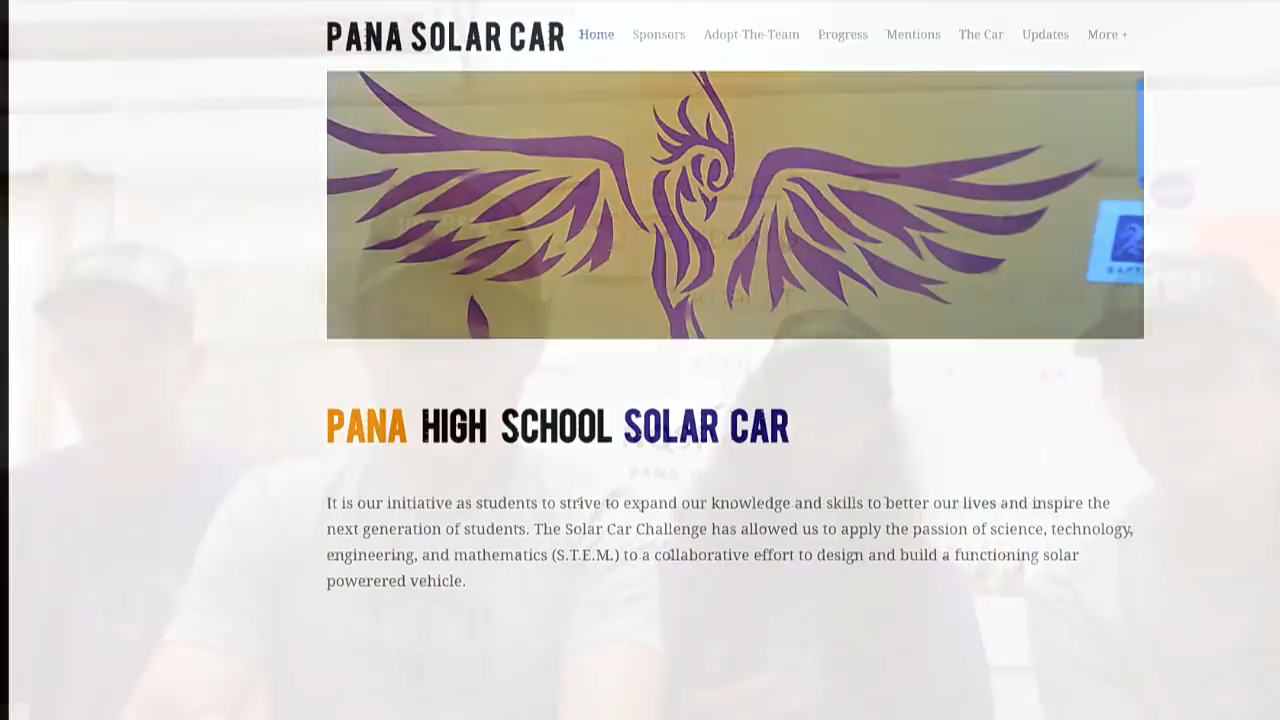 PANA SOLAR CAR
Home Sponsors Adopt-The-Team Progress Mentions The Car Updates More +
PANA HIGH SCHOOL SOLAR CAR
It is our initiative as students to strive to expand our knowledge and skills to better our lives and inspire the
next generation of students. The Solar Car Challenge has allowed us to apply the passion of science, technology,
engineering, and mathematics (S.T.E.M.) to a collaborative effort to design and build a functioning solar
powerered vehicle.